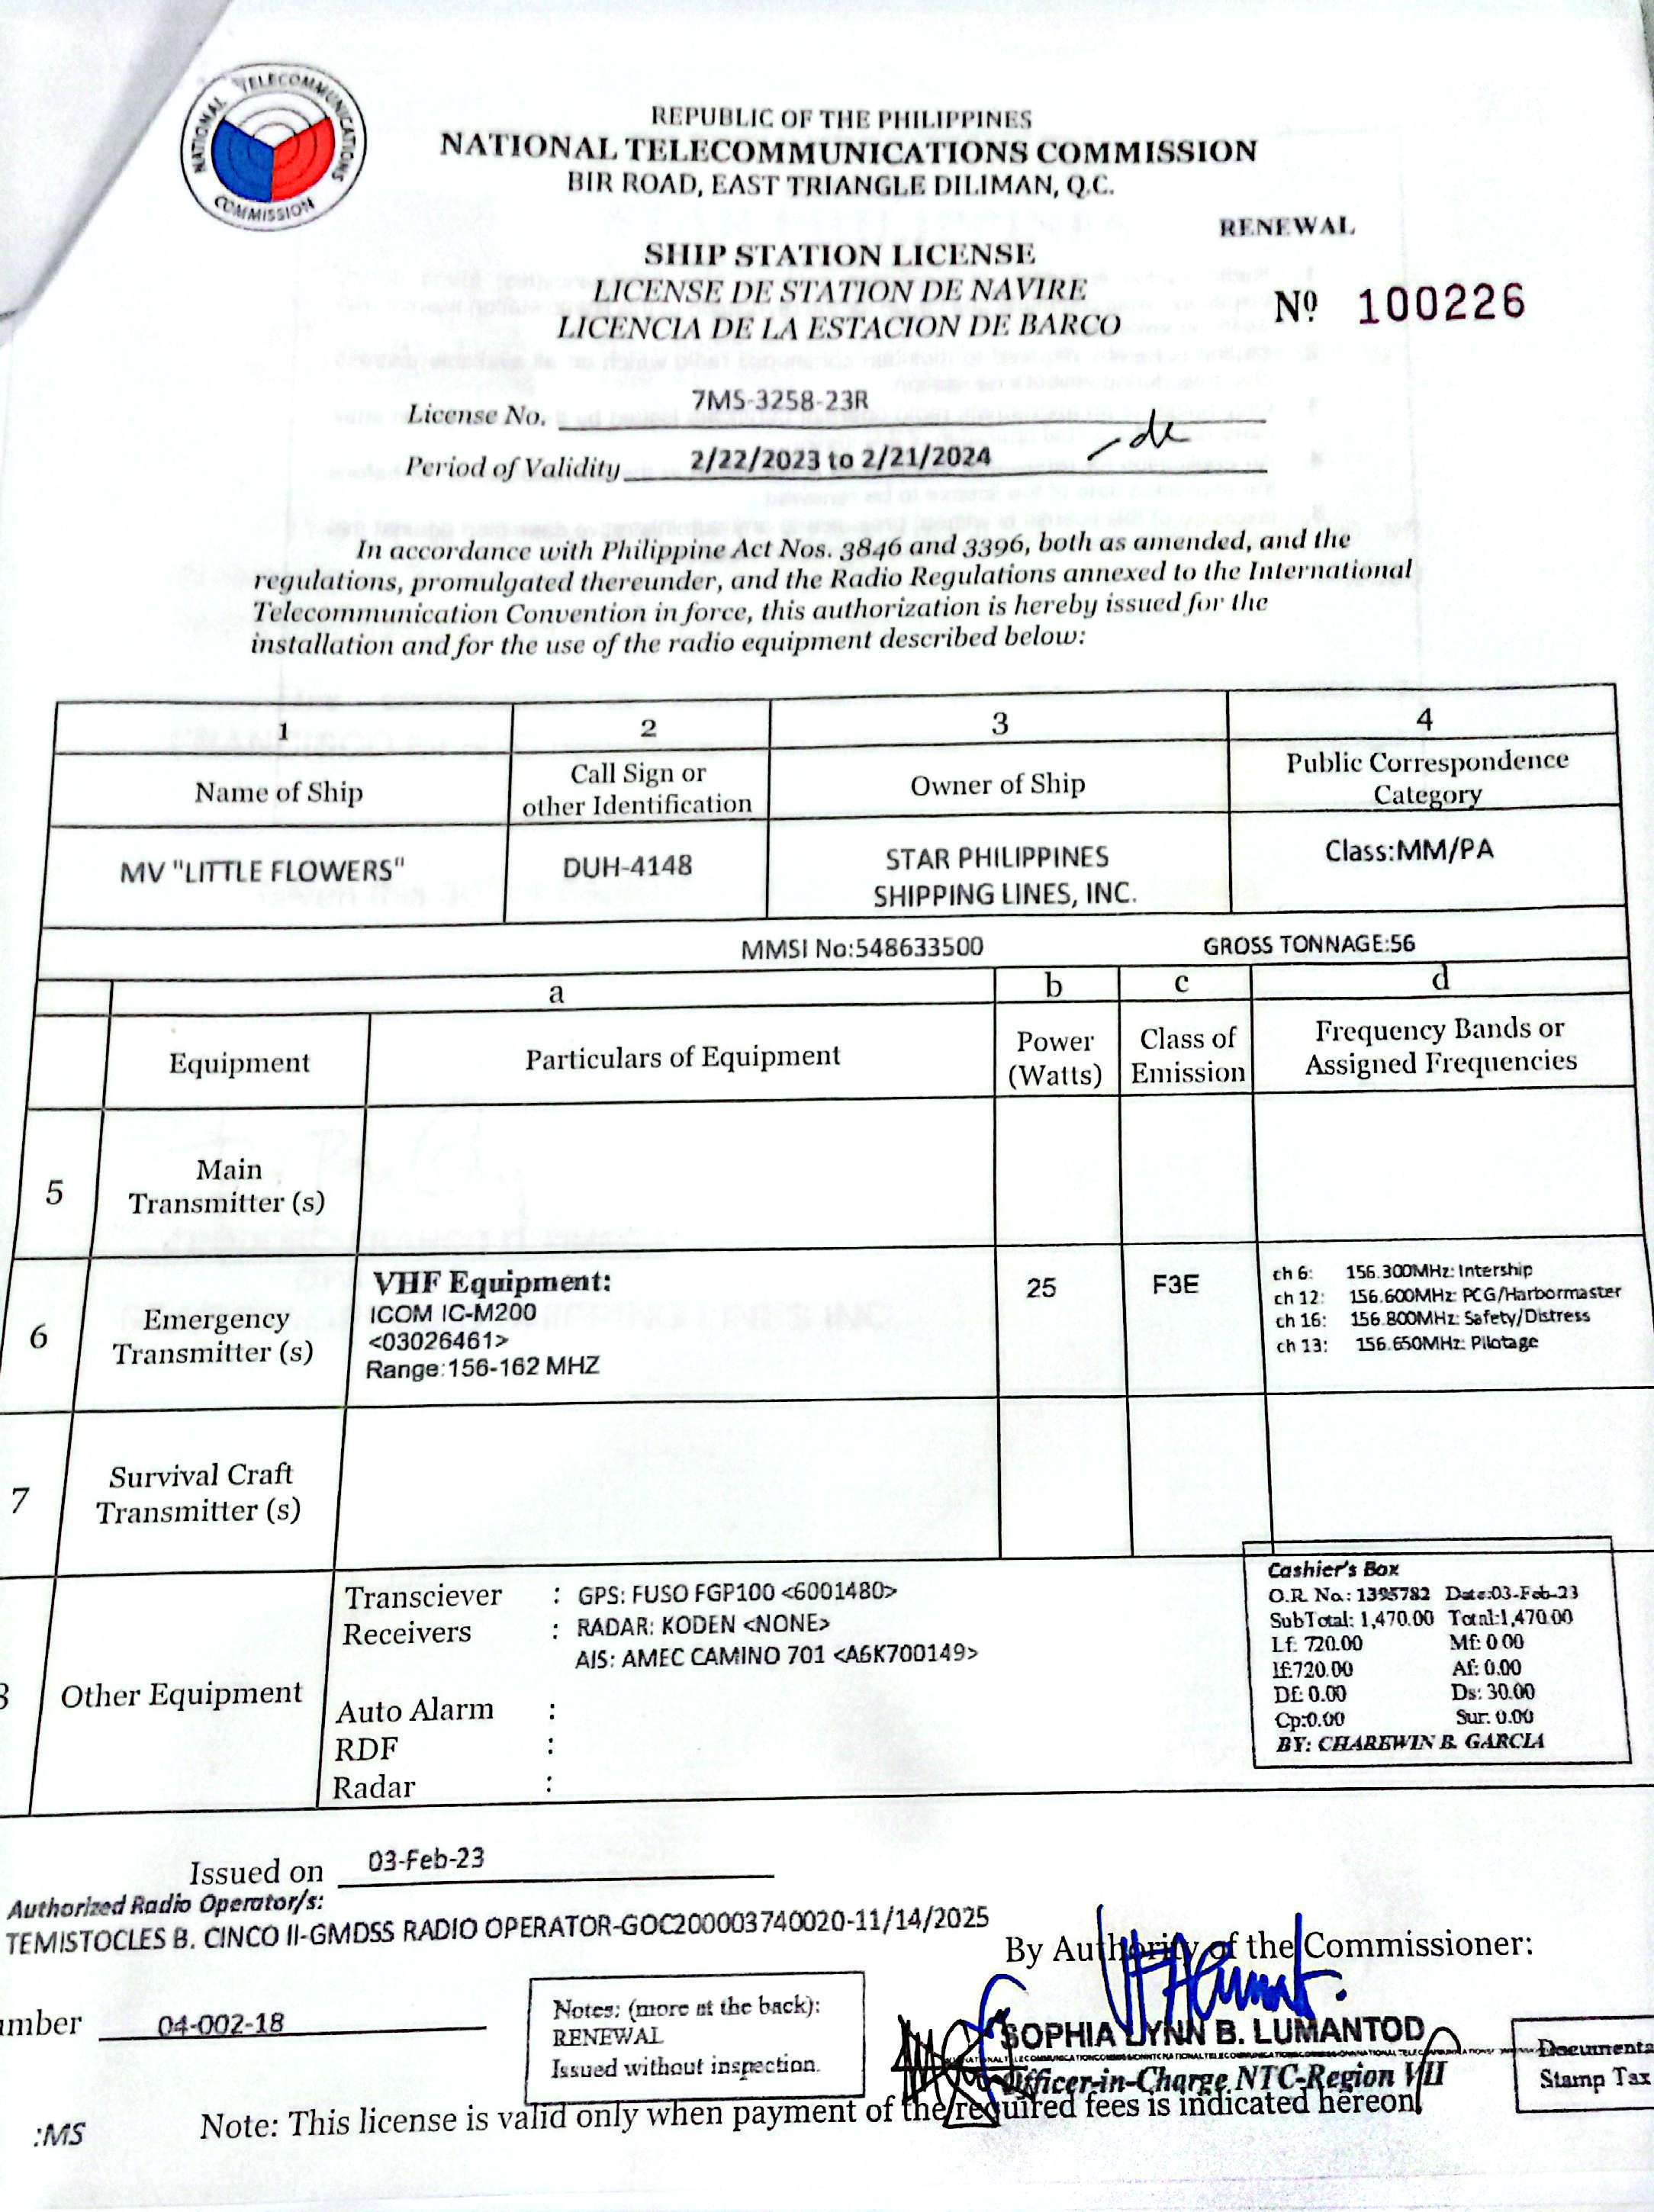 NATIONAL TELECOMMUNICATIONS COMMISSION
REPUBLIC OF THE PHILIPPINES
NATIONAL TELECOMMUNICATIONS COMMISSION
BIR ROAD, EAST TRIANGLE DILIMAN, Q.C.
RENEWAL
SHIP STATION LICENSE
LICENSE DE STATION DE NAVIRE
LICENCIA DE LA ESTACION DE BARCO
Nº 100226
License No. 7MS-3258-23R
Period of Validity 2/22/2023 to 2/21/2024
In accordance with Philippine Act Nos. 3846 and 3396, both as amended, and the
regulations, promulgated thereunder, and the Radio Regulations annexed to the International
Telecommunication Convention in force, this authorization is hereby issued for the
installation and for the use of the radio equipment described below:
1 2 3 4
Name of Ship
Call Sign or
other Identification
Owner of Ship
Public Correspondence
Category
MV "LITTLE FLOWERS"
DUH-4148
STAR PHILIPPINES
SHIPPING LINES, INC.
Class:MM/PA
MMSI No:548633500 GROSS TONNAGE:56
a b c d
Equipment
Particulars of Equipment
Power
(Watts)
Class of
Emission
Frequency Bands or
Assigned Frequencies
5
Main
Transmitter (s)
6
Emergency
Transmitter (s)
VHF Equipment:
ICOM IC-M200
<03026461>
Range:156-162 MHZ
25
F3E
ch 6: 156.300MHz: Intership
ch 12: 156.600MHz: PCG/Harbormaster
ch 16: 156.800MHz: Safety/Distress
ch 13: 156.650MHz: Pilotage
7
Survival Craft
Transmitter (s)
Other Equipment
Transciever : GPS: FUSO FGP100 <6001480>
Receivers : RADAR: KODEN <NONE>
AIS: AMEC CAMINO 701 <A6K700149>
Auto Alarm :
RDF :
Radar :
Cashier's Box
O.R. No.: 1395782 Date:03-Feb-23
SubTotal: 1,470.00 Total:1,470.00
Lf: 720.00 Mf: 0.00
If:720.00 Af: 0.00
Df: 0.00 Ds: 30.00
Cp:0.00 Sur: 0.00
BY: CHAREWIN B. GARCIA
Issued on 03-Feb-23
Authorized Radio Operator/s:
TEMISTOCLES B. CINCO II-GMDSS RADIO OPERATOR-GOC200003740020-11/14/2025
By Authority of the Commissioner:
umber 04-002-18
Notes: (more at the back):
RENEWAL
Issued without inspection.
SOPHIA LYNN B. LUMANTOD
Officer-in-Charge NTC-Region VII
Documenta
Stamp Tax
:MS
Note: This license is valid only when payment of the required fees is indicated hereon